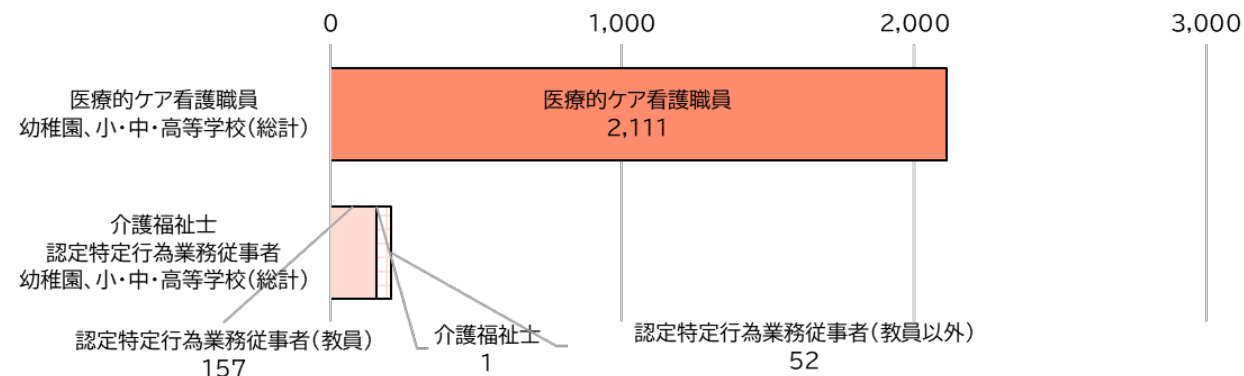 0 1,000 2,000 3,000
医療的ケア看護職員
幼稚園、小・中・高等学校(総計)
医療的ケア看護職員
2,111
介護福祉士
認定特定行為業務従事者
幼稚園、小・中・高等学校(総計)
認定特定行為業務従事者(教員)
157
介護福祉士
1
認定特定行為業務従事者(教員以外)
52